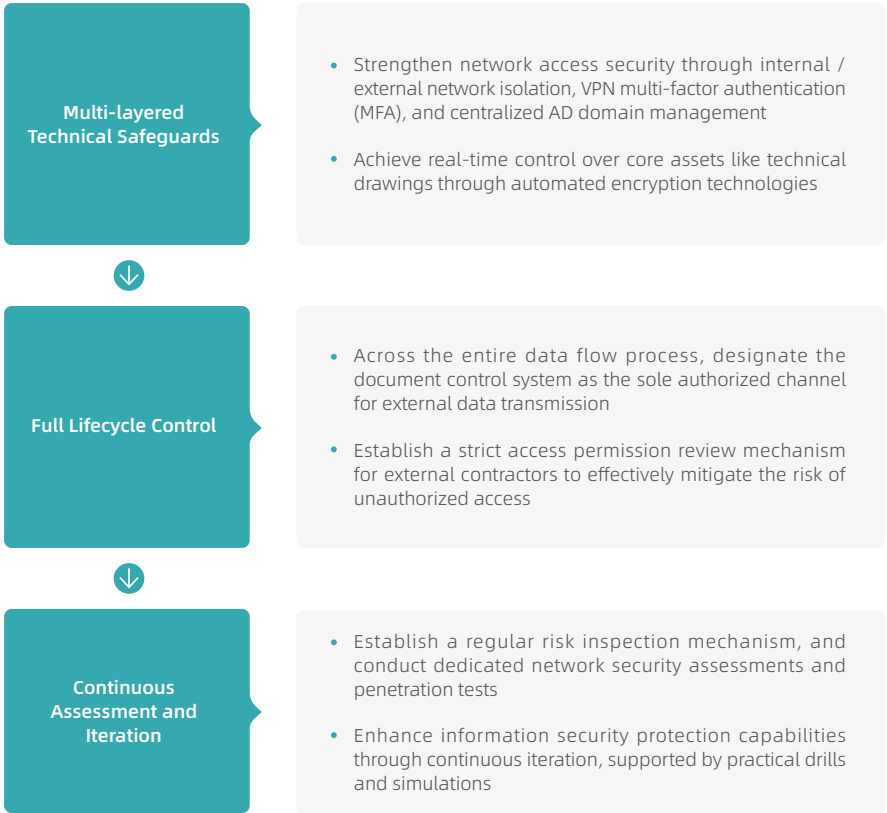 Multi-layered
Technical Safeguards
• Strengthen network access security through internal /
external network isolation, VPN multi-factor authentication
(MFA), and centralized AD domain management
• Achieve real-time control over core assets like technical
drawings through automated encryption technologies
Full Lifecycle Control
• Across the entire data flow process, designate the
document control system as the sole authorized channel
for external data transmission
• Establish a strict access permission review mechanism
for external contractors to effectively mitigate the risk of
unauthorized access
Continuous
Assessment and
Iteration
• Establish a regular risk inspection mechanism, and
conduct dedicated network security assessments and
penetration tests
• Enhance information security protection capabilities
through continuous iteration, supported by practical drills
and simulations